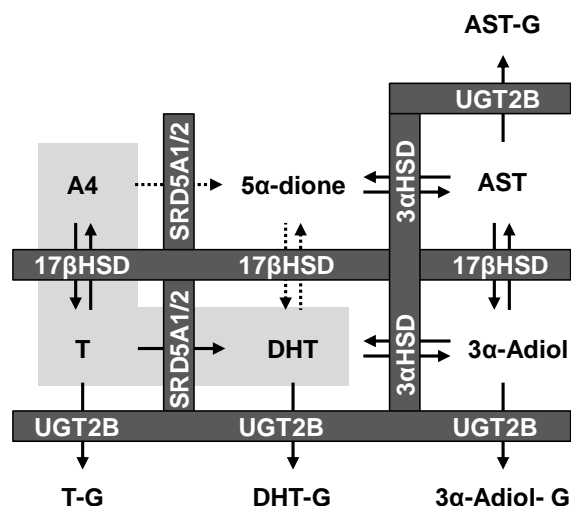 AST-G
UGT2B
A4
SRD5A1/2
5α-dione
3αHSD
AST
17βHSD
17βHSD
17βHSD
T
SRD5A1/2
DHT
3αHSD
3α-Adiol
UGT2B
UGT2B
UGT2B
T-G
DHT-G
3α-Adiol- G